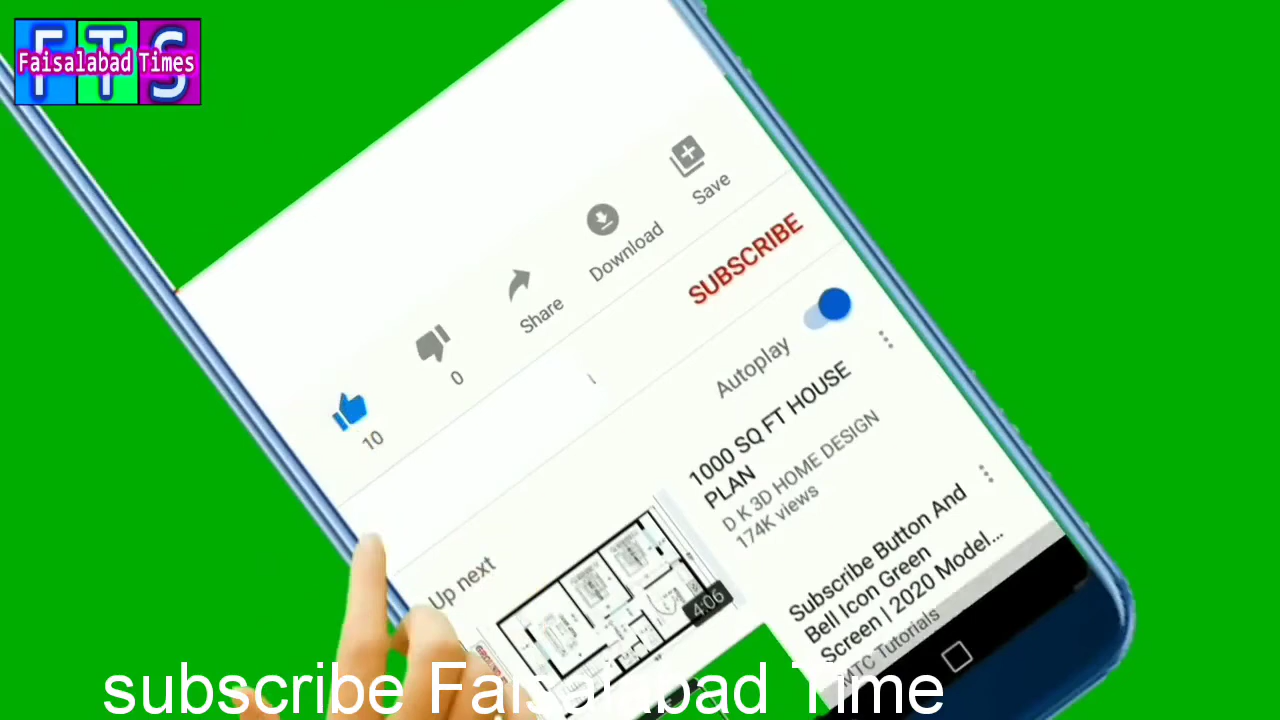 FTS
Faisalabad Times
Save
Download
Share
0
10
SUBSCRIBE
Autoplay
Up next
1000 SQ FT HOUSE
PLAN
D K 3D HOME DESIGN
174K views
4:06
Subscribe Button And
Bell Icon Green
Screen | 2020 Model...
MTC Tutorials
subscribe Faisalabad Time